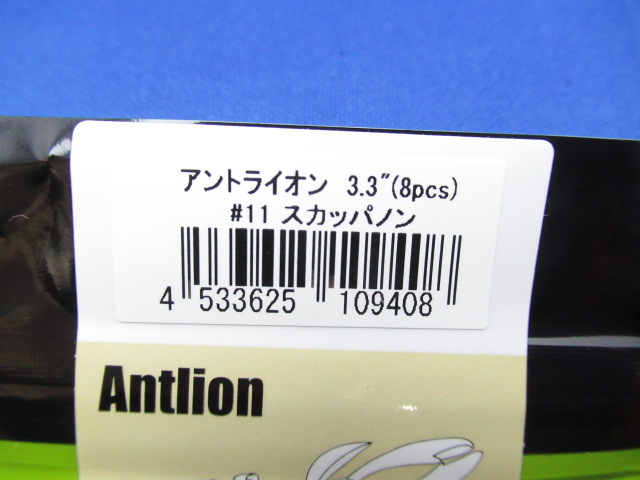 アントライオン 3.3"(8pcs)
#11 スカッパノン
4 533625 109408
Antlion